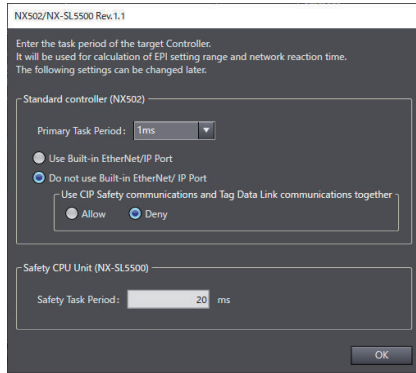 NX502/NX-SL5500 Rev.1.1
Enter the task period of the target Controller.
It will be used for calculation of EPI setting range and network reaction time.
The following settings can be changed later.
Standard controller (NX502)
Primary Task Period: 1ms
Use Built-in EtherNet/IP Port
Do not use Built-in EtherNet/ IP Port
Use CIP Safety communications and Tag Data Link communications together
Allow Deny
Safety CPU Unit (NX-SL5500)
Safety Task Period: 20 ms
OK